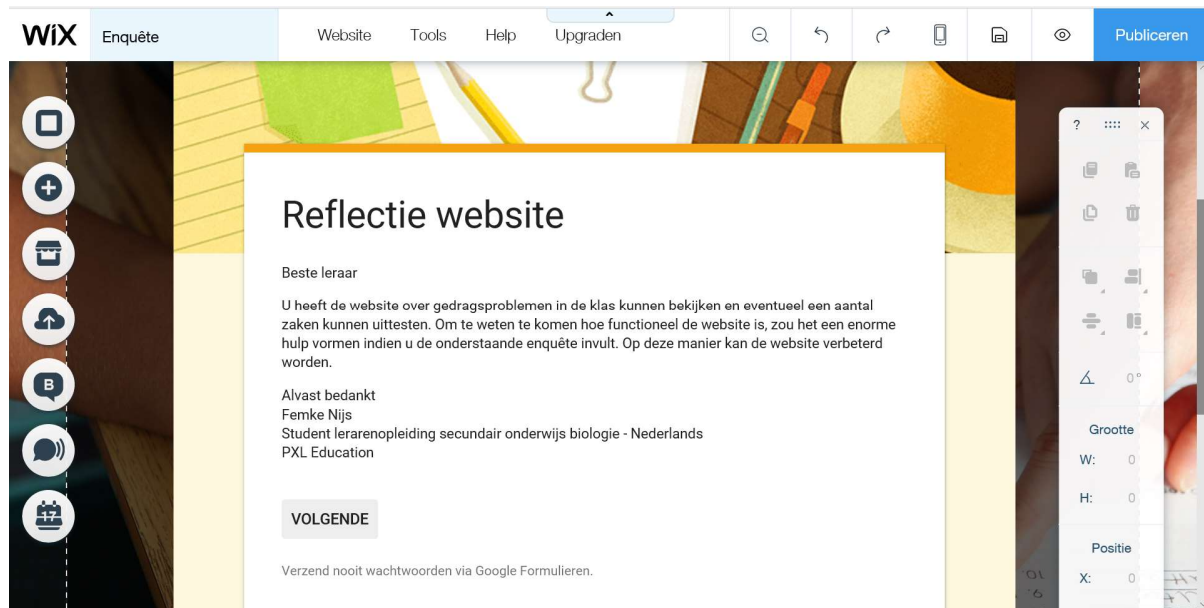 WiX Enquête Website Tools Help Upgraden Publiceren
?
Reflectie website
Beste leraar
U heeft de website over gedragsproblemen in de klas kunnen bekijken en eventueel een aantal
zaken kunnen uittesten. Om te weten te komen hoe functioneel de website is, zou het een enorme
hulp vormen indien u de onderstaande enquête invult. Op deze manier kan de website verbeterd
worden.
Alvast bedankt
Femke Nijs
Student lerarenopleiding secundair onderwijs biologie - Nederlands
PXL Education
VOLGENDE
Verzend nooit wachtwoorden via Google Formulieren.
B
17
0°
Grootte
W: 0
H: 0
Positie
X: 0